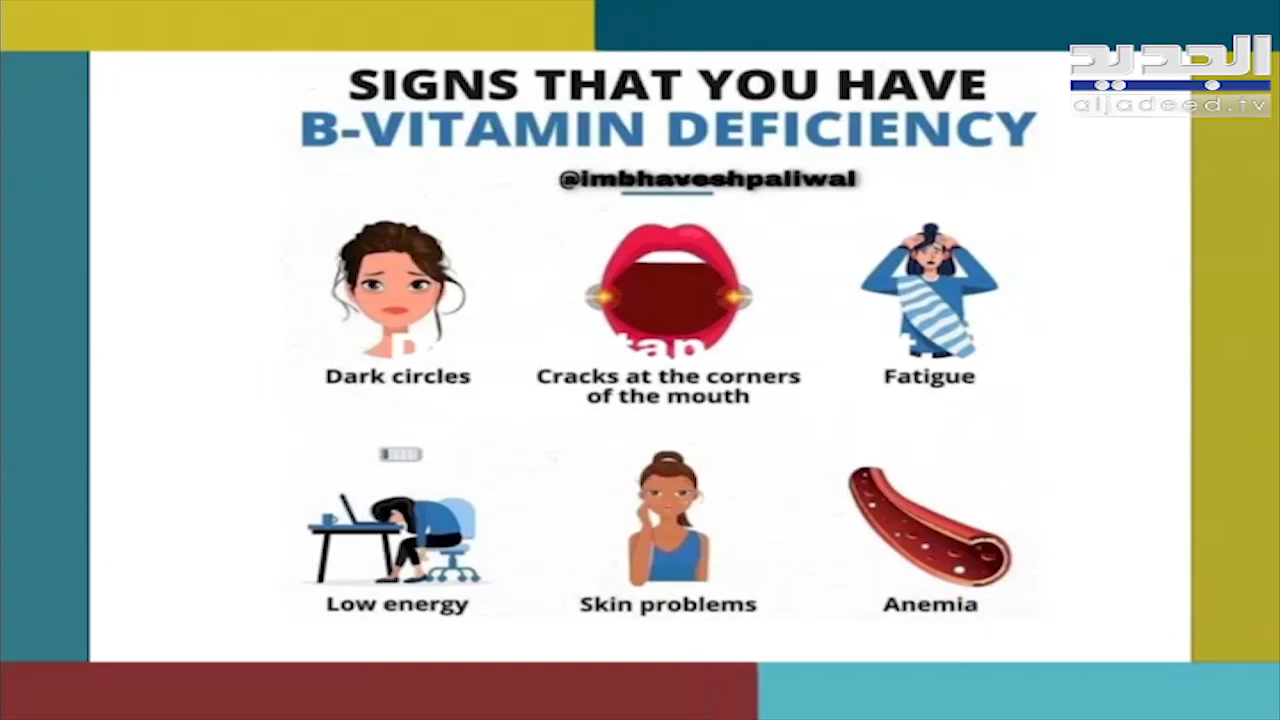 الجديد
aljadeed.tv
SIGNS THAT YOU HAVE
B-VITAMIN DEFICIENCY
@imbhaveshpaliwal
Dark circles
Cracks at the corners
of the mouth
Fatigue
Low energy
Skin problems
Anemia